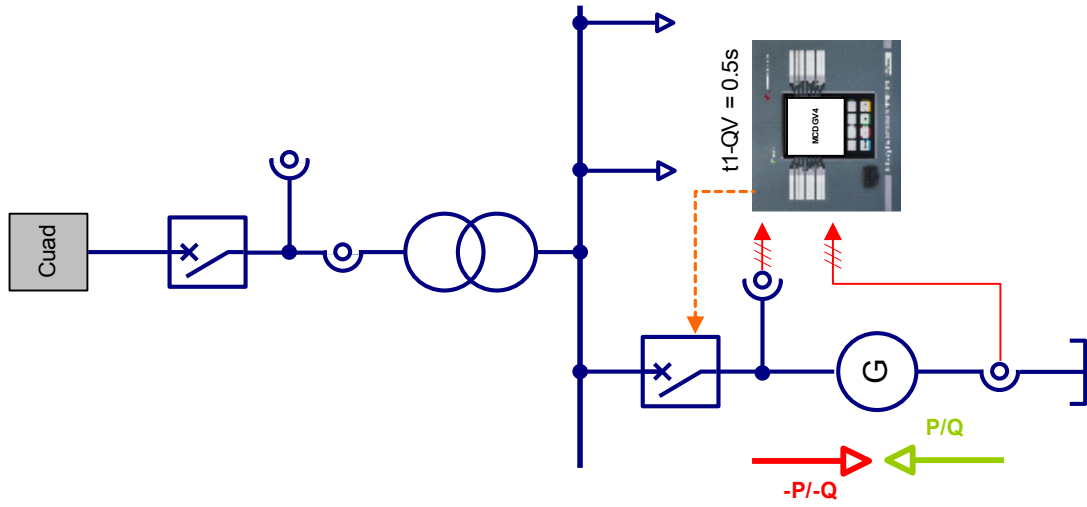 Cuad
t1-QV = 0.5s
MCDGV4
G
P/Q
-P/-Q